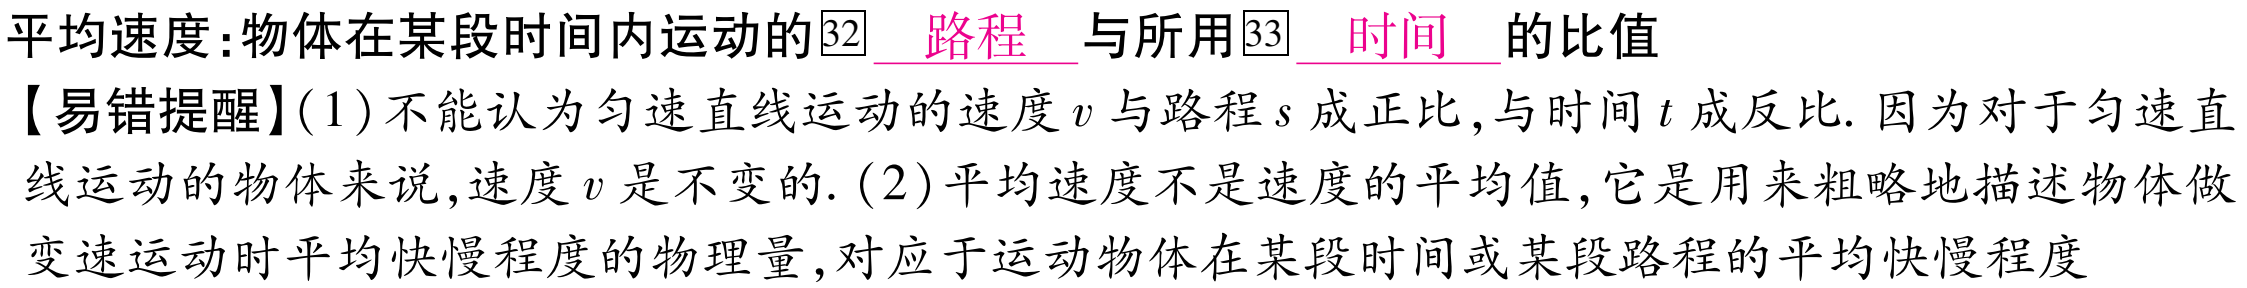 平均速度:物体在某段时间内运动的32 路程 与所用33 时间 的比值
【易错提醒】(1)不能认为匀速直线运动的速度 v 与路程 s 成正比,与时间 t 成反比. 因为对于匀速直
线运动的物体来说,速度 v 是不变的. (2)平均速度不是速度的平均值,它是用来粗略地描述物体做
变速运动时平均快慢程度的物理量,对应于运动物体在某段时间或某段路程的平均快慢程度